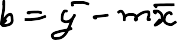 b = ȳ - mx̄